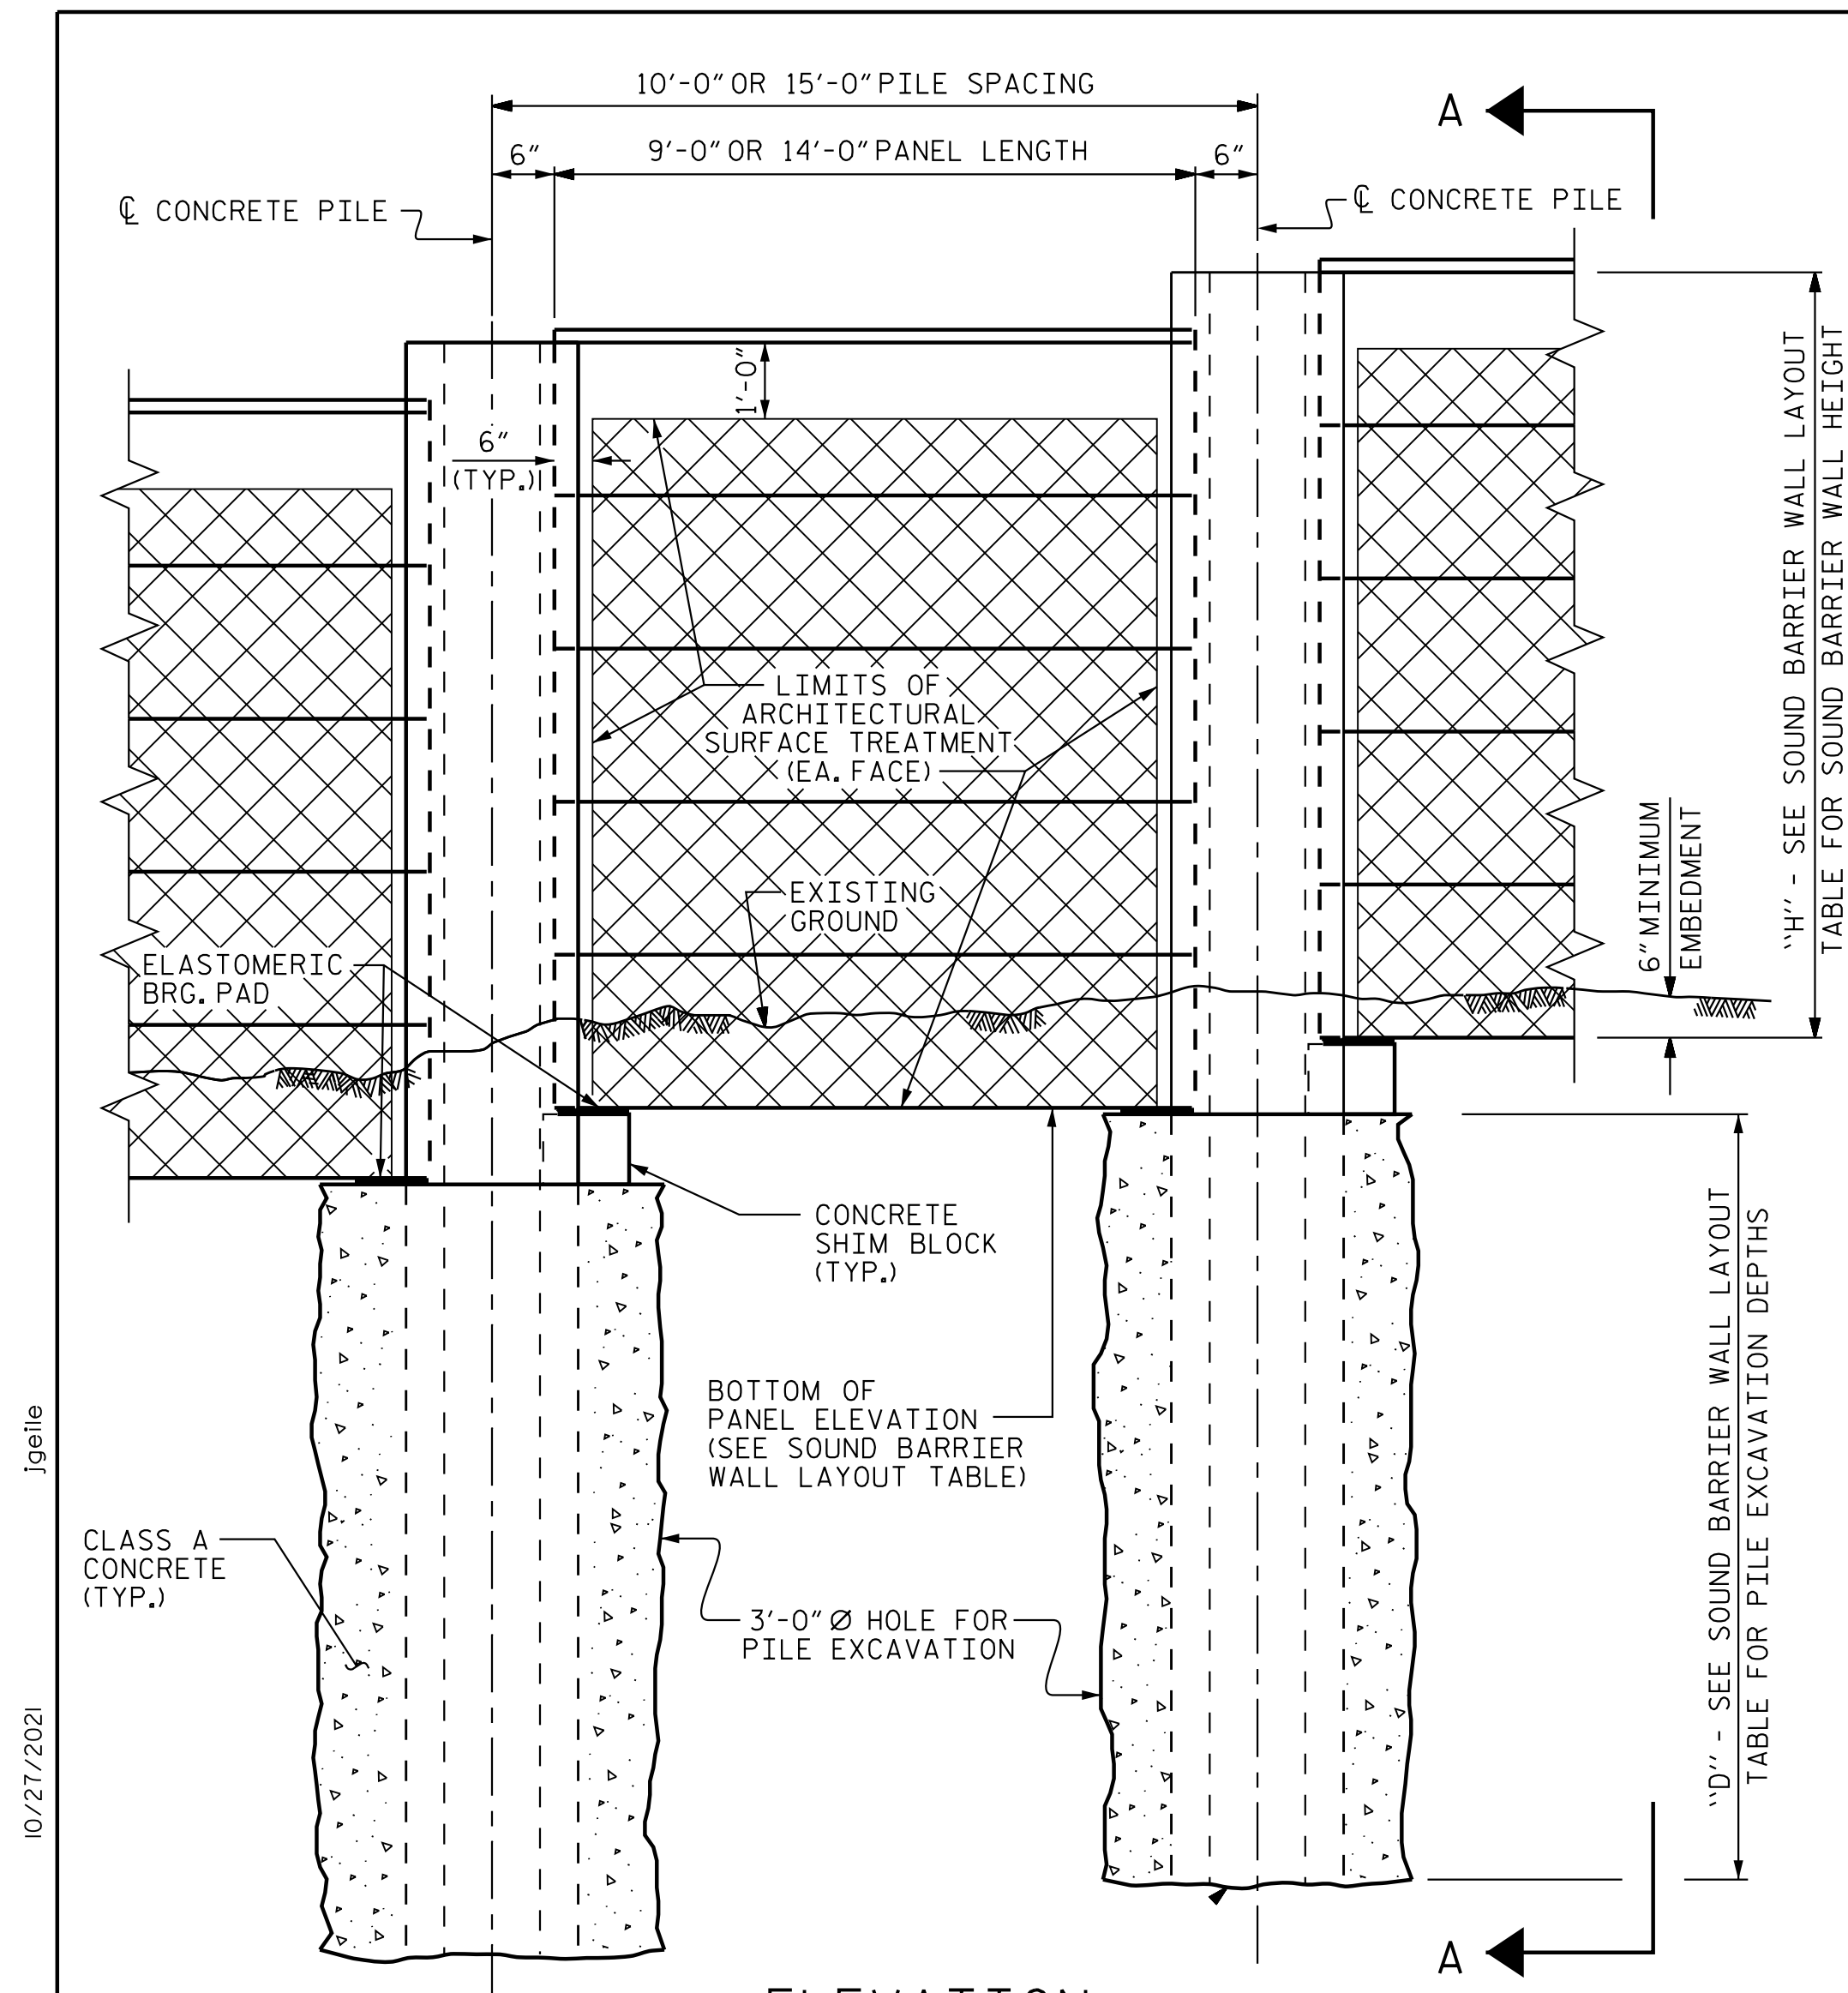 10'-0" OR 15'-0" PILE SPACING
A
6"
9'-0" OR 14'-0" PANEL LENGTH
6"
℄ CONCRETE PILE
℄ CONCRETE PILE
1'-0"
6"
(TYP.)
LIMITS OF
ARCHITECTURAL
SURFACE TREATMENT
(EA. FACE)
EXISTING
GROUND
ELASTOMERIC
BRG. PAD
6" MINIMUM
EMBEDMENT
"H" - SEE SOUND BARRIER WALL LAYOUT
TABLE FOR SOUND BARRIER WALL HEIGHT
CONCRETE
SHIM BLOCK
(TYP.)
BOTTOM OF
PANEL ELEVATION
(SEE SOUND BARRIER
WALL LAYOUT TABLE)
CLASS A
CONCRETE
(TYP.)
3'-0" Ø HOLE FOR
PILE EXCAVATION
"D" - SEE SOUND BARRIER WALL LAYOUT
TABLE FOR PILE EXCAVATION DEPTHS
jgeile
10/27/2021
A
ELEVATION